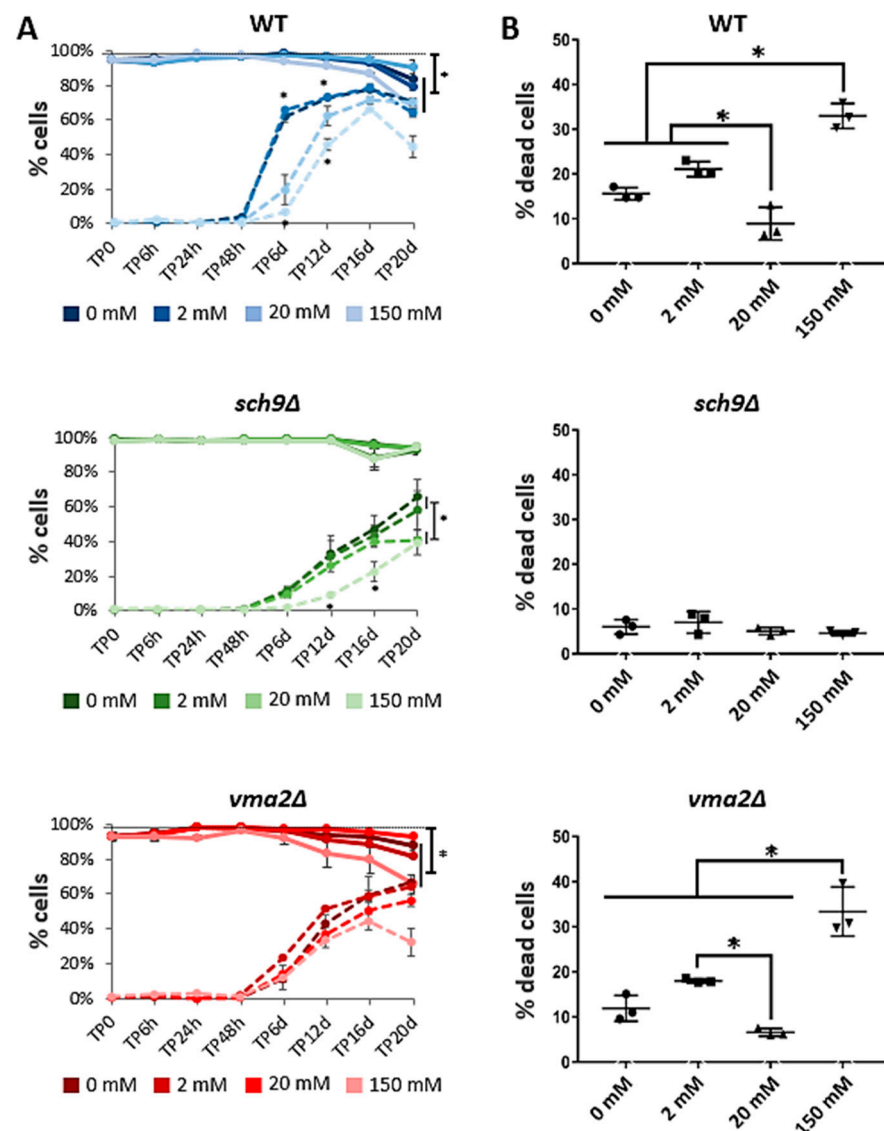 A
WT
% cells
100%
80%
60%
40%
20%
0%
*
*
*
*
*
TP0
TP6h
TP24h
TP48h
TP6d
TP12d
TP16d
TP20d
0 mM 2 mM 20 mM 150 mM
B
WT
% dead cells
50
40
30
20
10
0
*
*
0 mM
2 mM
20 mM
150 mM
sch9Δ
% cells
100%
80%
60%
40%
20%
0%
*
*
*
TP0
TP6h
TP24h
TP48h
TP6d
TP12d
TP16d
TP20d
0 mM 2 mM 20 mM 150 mM
sch9Δ
% dead cells
50
40
30
20
10
0
0 mM
2 mM
20 mM
150 mM
vma2Δ
% cells
100%
80%
60%
40%
20%
0%
*
TP0
TP6h
TP24h
TP48h
TP6d
TP12d
TP16d
TP20d
0 mM 2 mM 20 mM 150 mM
vma2Δ
% dead cells
50
40
30
20
10
0
*
*
0 mM
2 mM
20 mM
150 mM